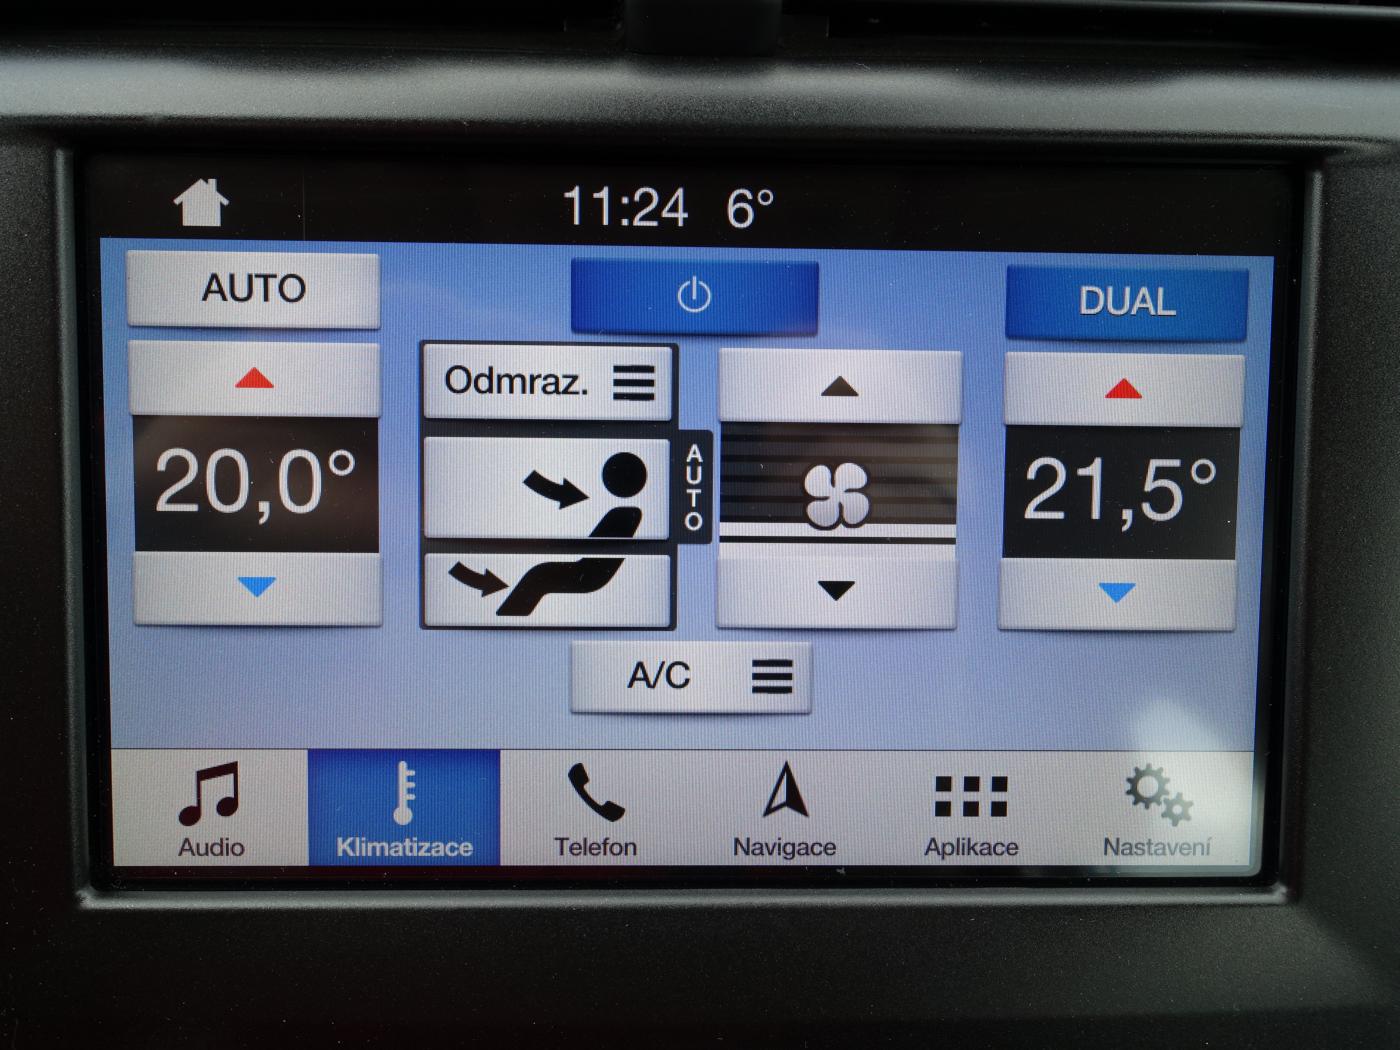 11:24 6°
AUTO
DUAL
Odmraz.
20,0°
AUTO
21,5°
A/C
Audio
Klimatizace
Telefon
Navigace
Aplikace
Nastavení